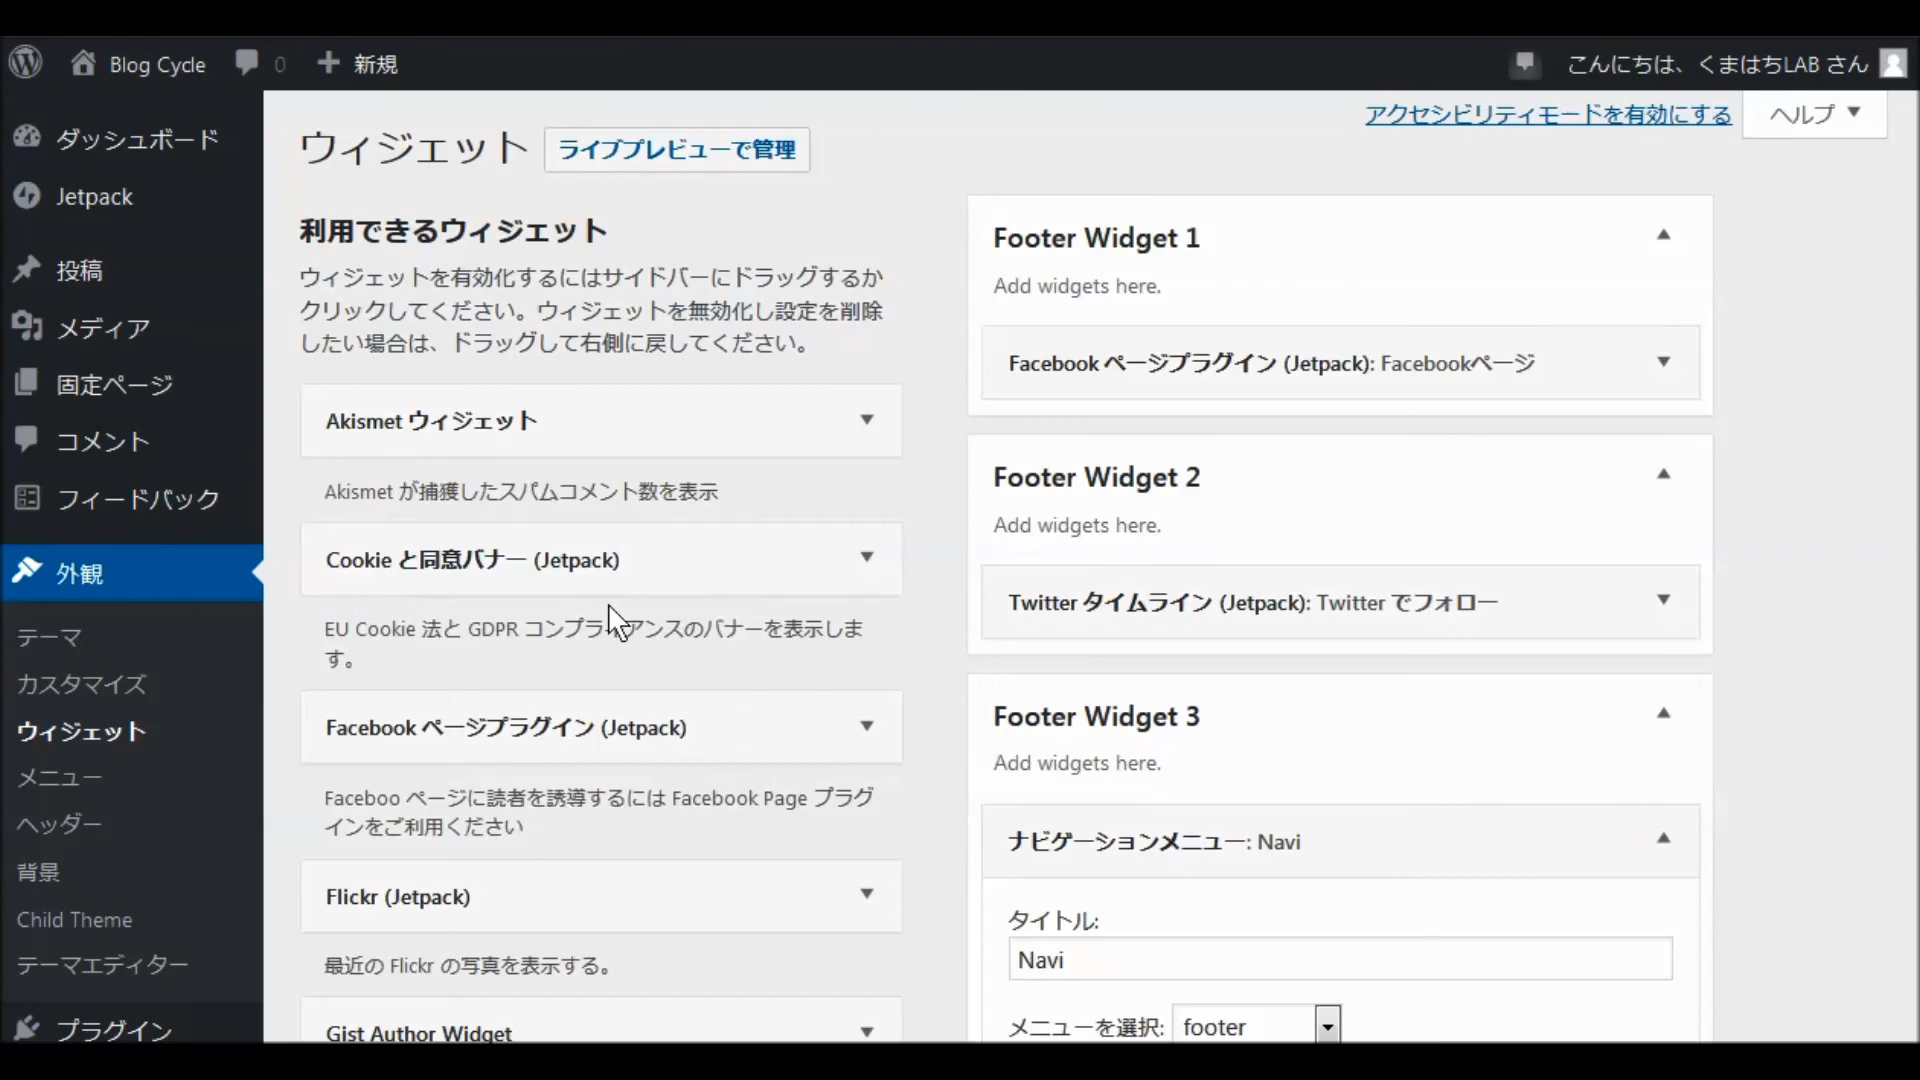 Blog Cycle
0
新規
こんにちは、くまはちLAB さん
ダッシュボード
Jetpack
投稿
メディア
固定ページ
コメント
フィードバック
外観
テーマ
カスタマイズ
ウィジェット
メニュー
ヘッダー
背景
Child Theme
テーマエディター
プラグイン
アクセシビリティモードを有効にする
ヘルプ
ウィジェット
ライブプレビューで管理
利用できるウィジェット
ウィジェットを有効化するにはサイドバーにドラッグするか
クリックしてください。ウィジェットを無効化し設定を削除
したい場合は、ドラッグして右側に戻してください。
Akismet ウィジェット
Akismet が捕獲したスパムコメント数を表示
Cookie と同意バナー (Jetpack)
EU Cookie 法と GDPR コンプライアンスのバナーを表示しま
す。
Facebook ページプラグイン (Jetpack)
Faceboo ページに読者を誘導するには Facebook Page プラグ
インをご利用ください
Flickr (Jetpack)
最近の Flickr の写真を表示する。
Gist Author Widget
Footer Widget 1
Add widgets here.
Facebook ページプラグイン (Jetpack): Facebookページ
Footer Widget 2
Add widgets here.
Twitter タイムライン (Jetpack): Twitter でフォロー
Footer Widget 3
Add widgets here.
ナビゲーションメニュー: Navi
タイトル:
Navi
メニューを選択: footer